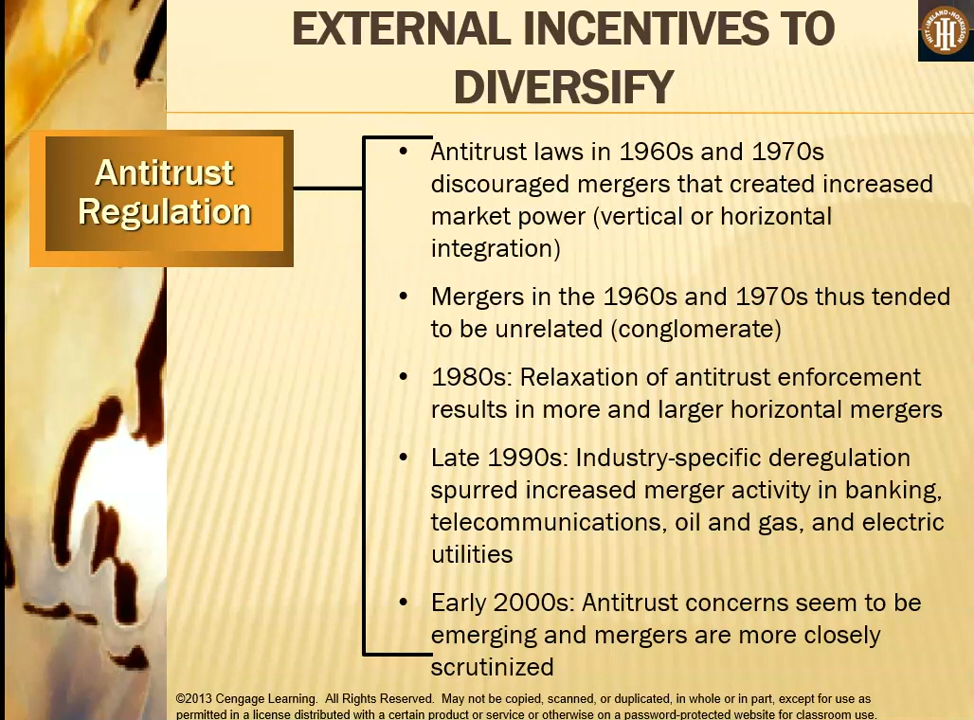 EXTERNAL INCENTIVES TO
DIVERSIFY
HITT·IRELAND·HOSKISSON
Antitrust
Regulation
• Antitrust laws in 1960s and 1970s
discouraged mergers that created increased
market power (vertical or horizontal
integration)
• Mergers in the 1960s and 1970s thus tended
to be unrelated (conglomerate)
• 1980s: Relaxation of antitrust enforcement
results in more and larger horizontal mergers
• Late 1990s: Industry-specific deregulation
spurred increased merger activity in banking,
telecommunications, oil and gas, and electric
utilities
• Early 2000s: Antitrust concerns seem to be
emerging and mergers are more closely
scrutinized
©2013 Cengage Learning. All Rights Reserved. May not be copied, scanned, or duplicated, in whole or in part, except for use as
permitted in a license distributed with a certain product or service or otherwise on a password-protected website for classroom use.